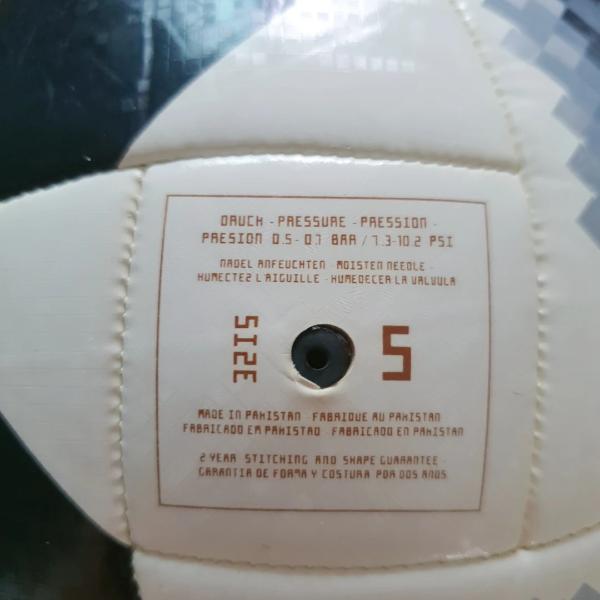 DRUCK - PRESSURE - PRESSION -
PRESION 0.5-0.7 BAR / 7.3-10.2 PSI
NADEL ANFEUCHTEN - MOISTEN NEEDLE -
HUMECTEZ L'AIGUILLE - HUMEDECER LA VALVULA
SIZE
5
MADE IN PAKISTAN - FABRIQUE AU PAKISTAN
FABRICADO EM PAKISTAO - FABRICADO EN PAKISTAN
2 YEAR STITCHING AND SHAPE GUARANTEE -
GARANTIA DE FORMA Y COSTURA POR DOS ANOS